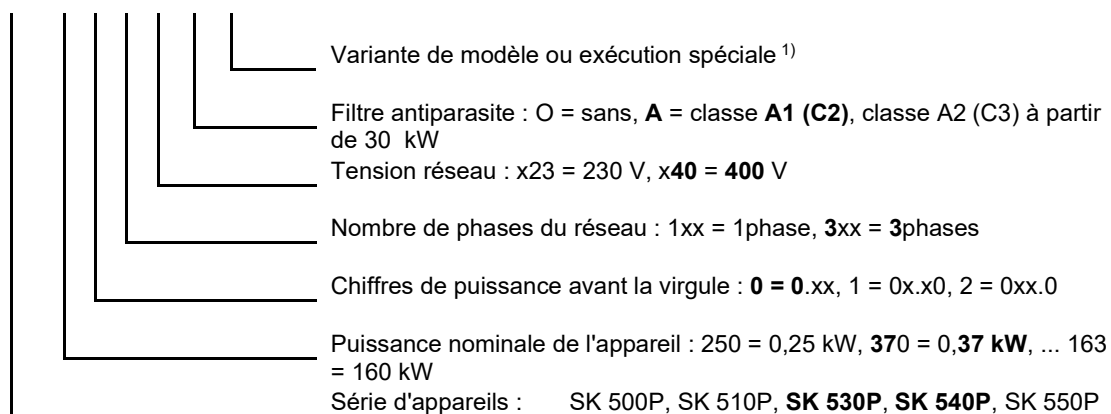 Variante de modèle ou exécution spéciale 1)
Filtre antiparasite : O = sans, A = classe A1 (C2), classe A2 (C3) à partir
de 30 kW
Tension réseau : x23 = 230 V, x40 = 400 V
Nombre de phases du réseau : 1xx = 1phase, 3xx = 3phases
Chiffres de puissance avant la virgule : 0 = 0.xx, 1 = 0x.x0, 2 = 0xx.0
Puissance nominale de l'appareil : 250 = 0,25 kW, 370 = 0,37 kW, ... 163
= 160 kW
Série d'appareils : SK 500P, SK 510P, SK 530P, SK 540P, SK 550P